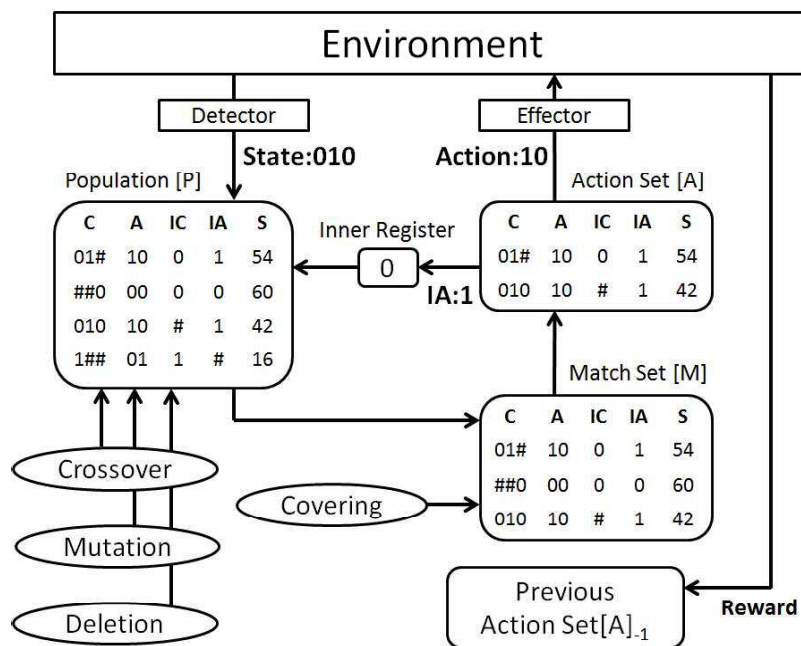 Environment
Detector
Effector
State:010
Action:10
Population [P]
C A IC IA S
01# 10 0 1 54
##0 00 0 0 60
010 10 # 1 42
1## 01 1 # 16
Inner Register
0
IA:1
Action Set [A]
C A IC IA S
01# 10 0 1 54
010 10 # 1 42
Match Set [M]
C A IC IA S
01# 10 0 1 54
##0 00 0 0 60
010 10 # 1 42
Crossover
Mutation
Deletion
Covering
Previous
Action Set[A]-1
Reward